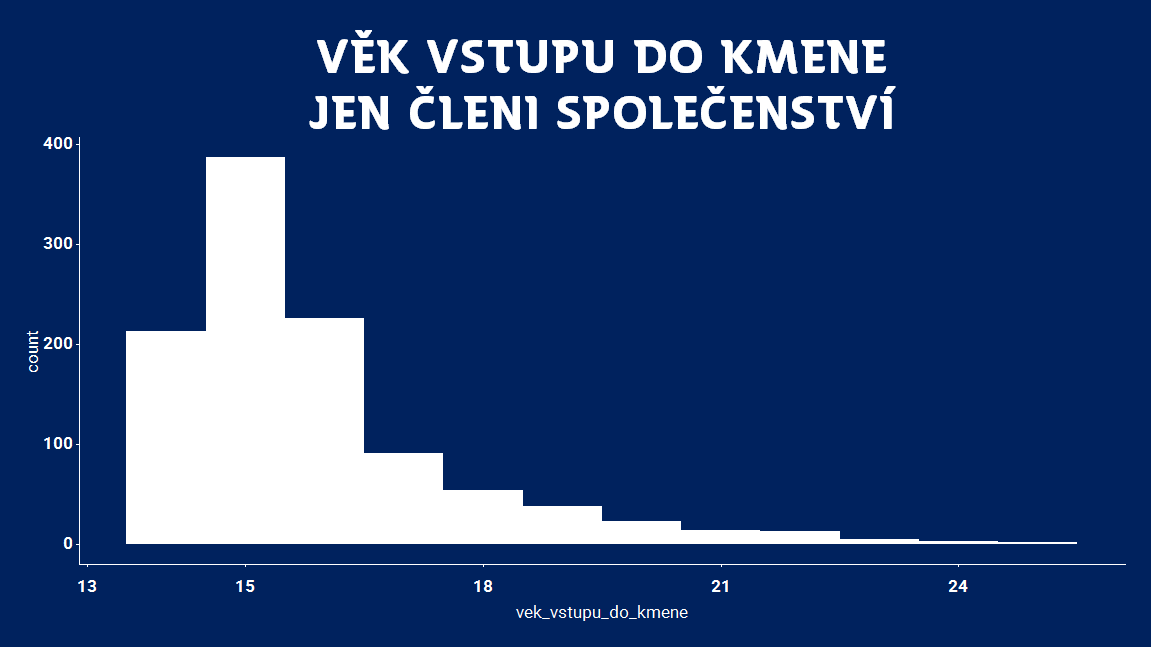 VĚK VSTUPU DO KMENE
JEN ČLENI SPOLEČENSTVÍ
400
300
200
100
0
count
13 15 18 21 24
vek_vstupu_do_kmene